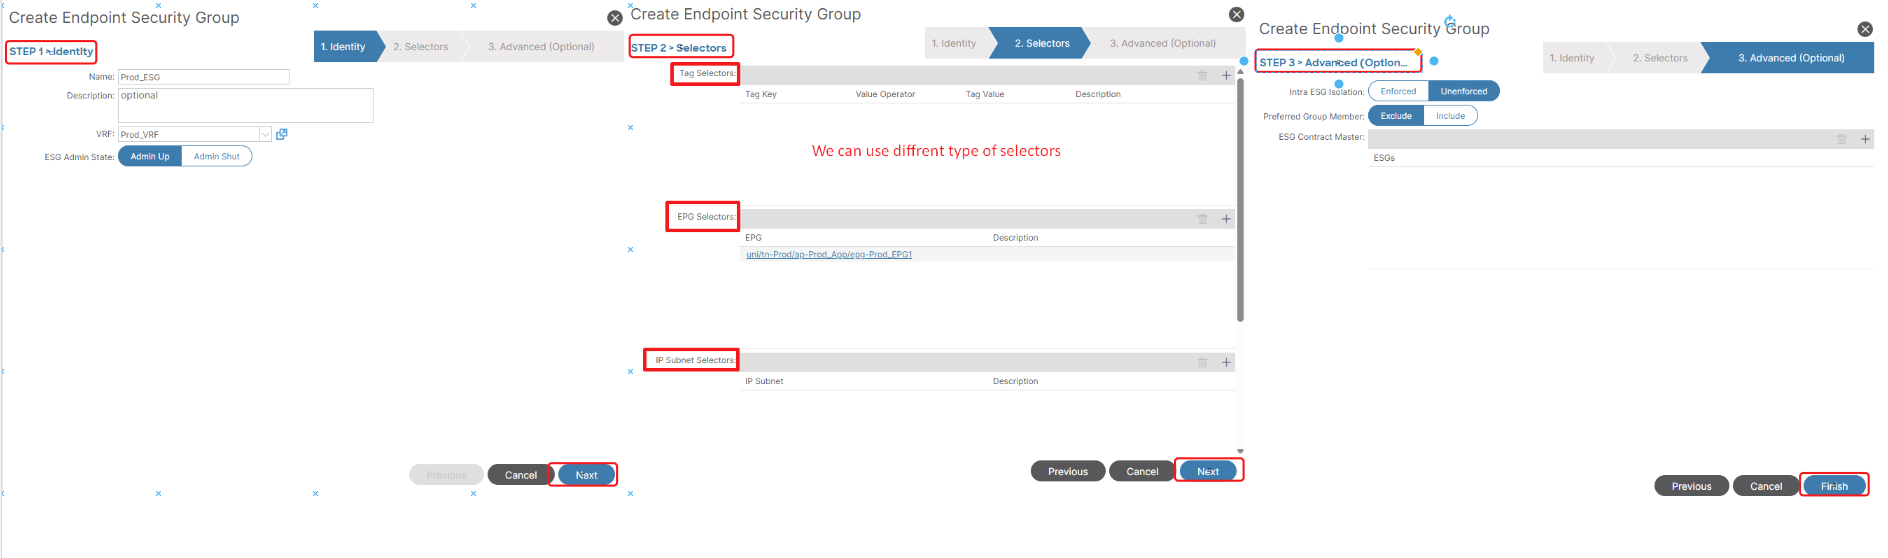 Create Endpoint Security Group
STEP 1 > Identity
1. Identity
2. Selectors
3. Advanced (Optional)
Name: Prod_ESG
Description: optional
VRF: Prod_VRF
ESG Admin State: Admin Up Admin Shut
Previous Cancel Next
Create Endpoint Security Group
STEP 2 > Selectors
1. Identity
2. Selectors
3. Advanced (Optional)
Tag Selectors:
Tag Key Value Operator Tag Value Description
We can use diffrent type of selectors
EPG Selectors:
EPG Description
uni/tn-Prod/ap-Prod_App/epg-Prod_EPG1
IP Subnet Selectors:
IP Subnet Description
Previous Cancel Next
Create Endpoint Security Group
STEP 3 > Advanced (Option...
1. Identity
2. Selectors
3. Advanced (Optional)
Intra ESG Isolation: Enforced Unenforced
Preferred Group Member: Exclude Include
ESG Contract Master:
ESGs
Previous Cancel Finish